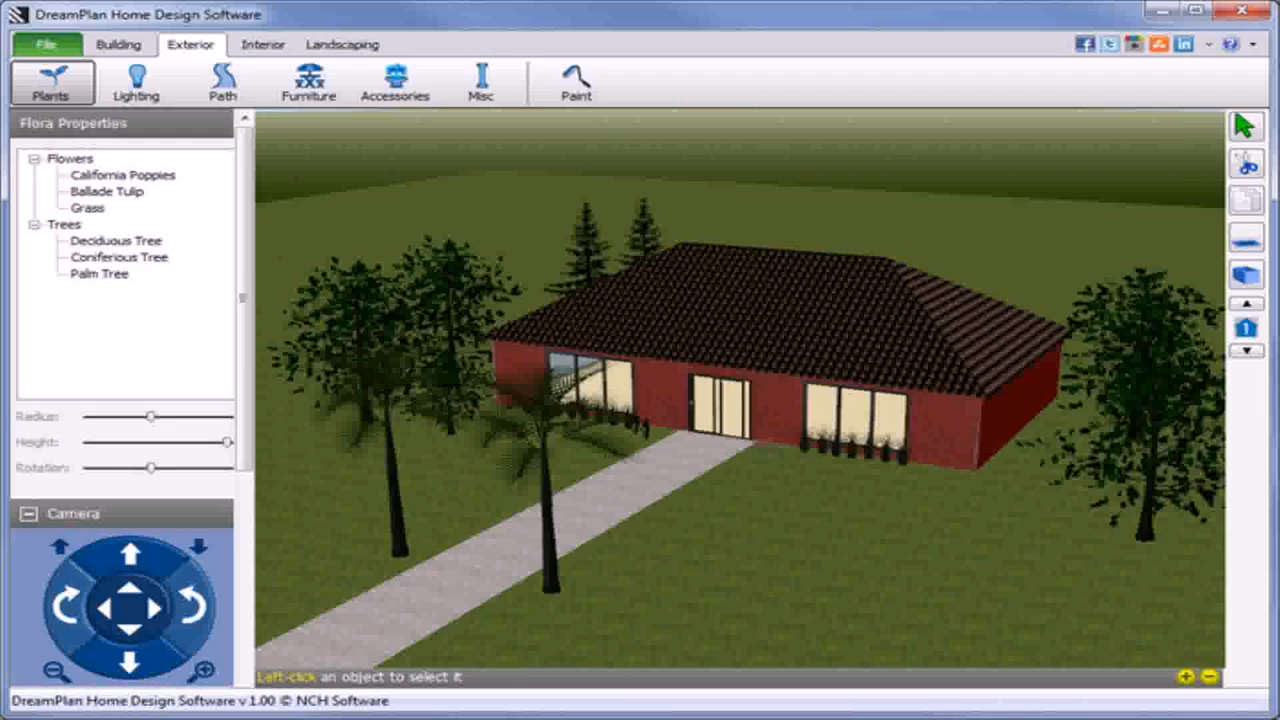 DreamPlan Home Design Software
File Building Exterior Interior Landscaping
Plants Lighting Path Furniture Accessories Misc Paint
Flora Properties
Flowers
California Poppies
Ballade Tulip
Grass
Trees
Deciduous Tree
Coniferious Tree
Palm Tree
Radius:
Height:
Rotation:
Camera
1
Left-click an object to select it
DreamPlan Home Design Software v 1.00 © NCH Software